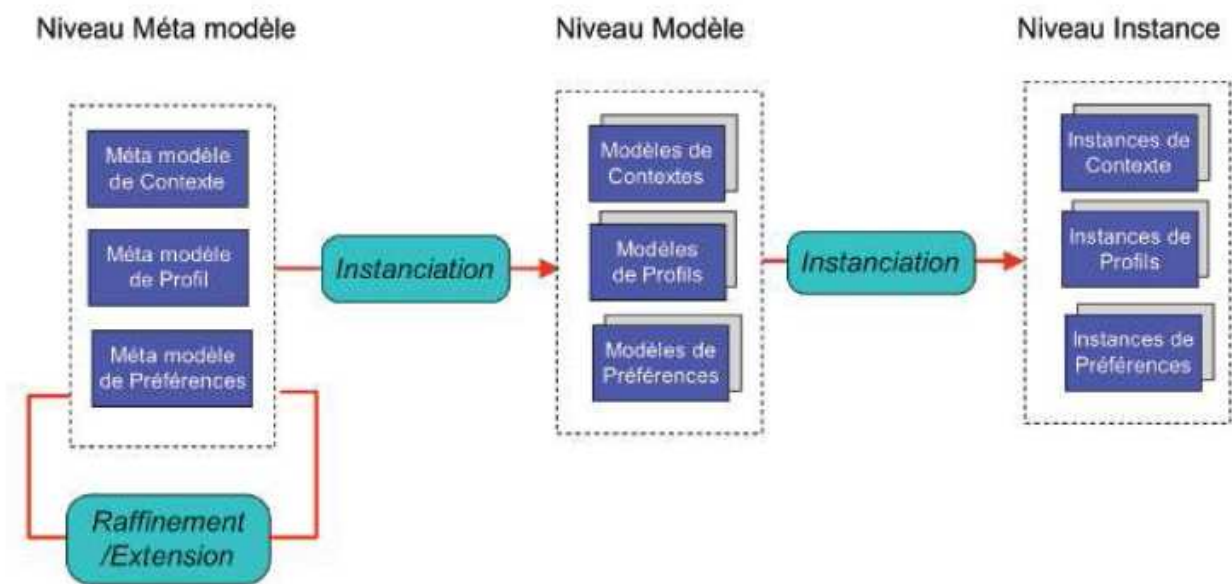 Niveau Méta modèle
Niveau Modèle
Niveau Instance
Méta modèle
de Contexte
Méta modèle
de Profil
Méta modèle
de Préférences
Raffinement
/Extension
Instanciation
Modèles de
Contextes
Modèles
de Profils
Modèles de
Préférences
Instanciation
Instances de
Contexte
Instances de
Profils
Instances de
Préférences